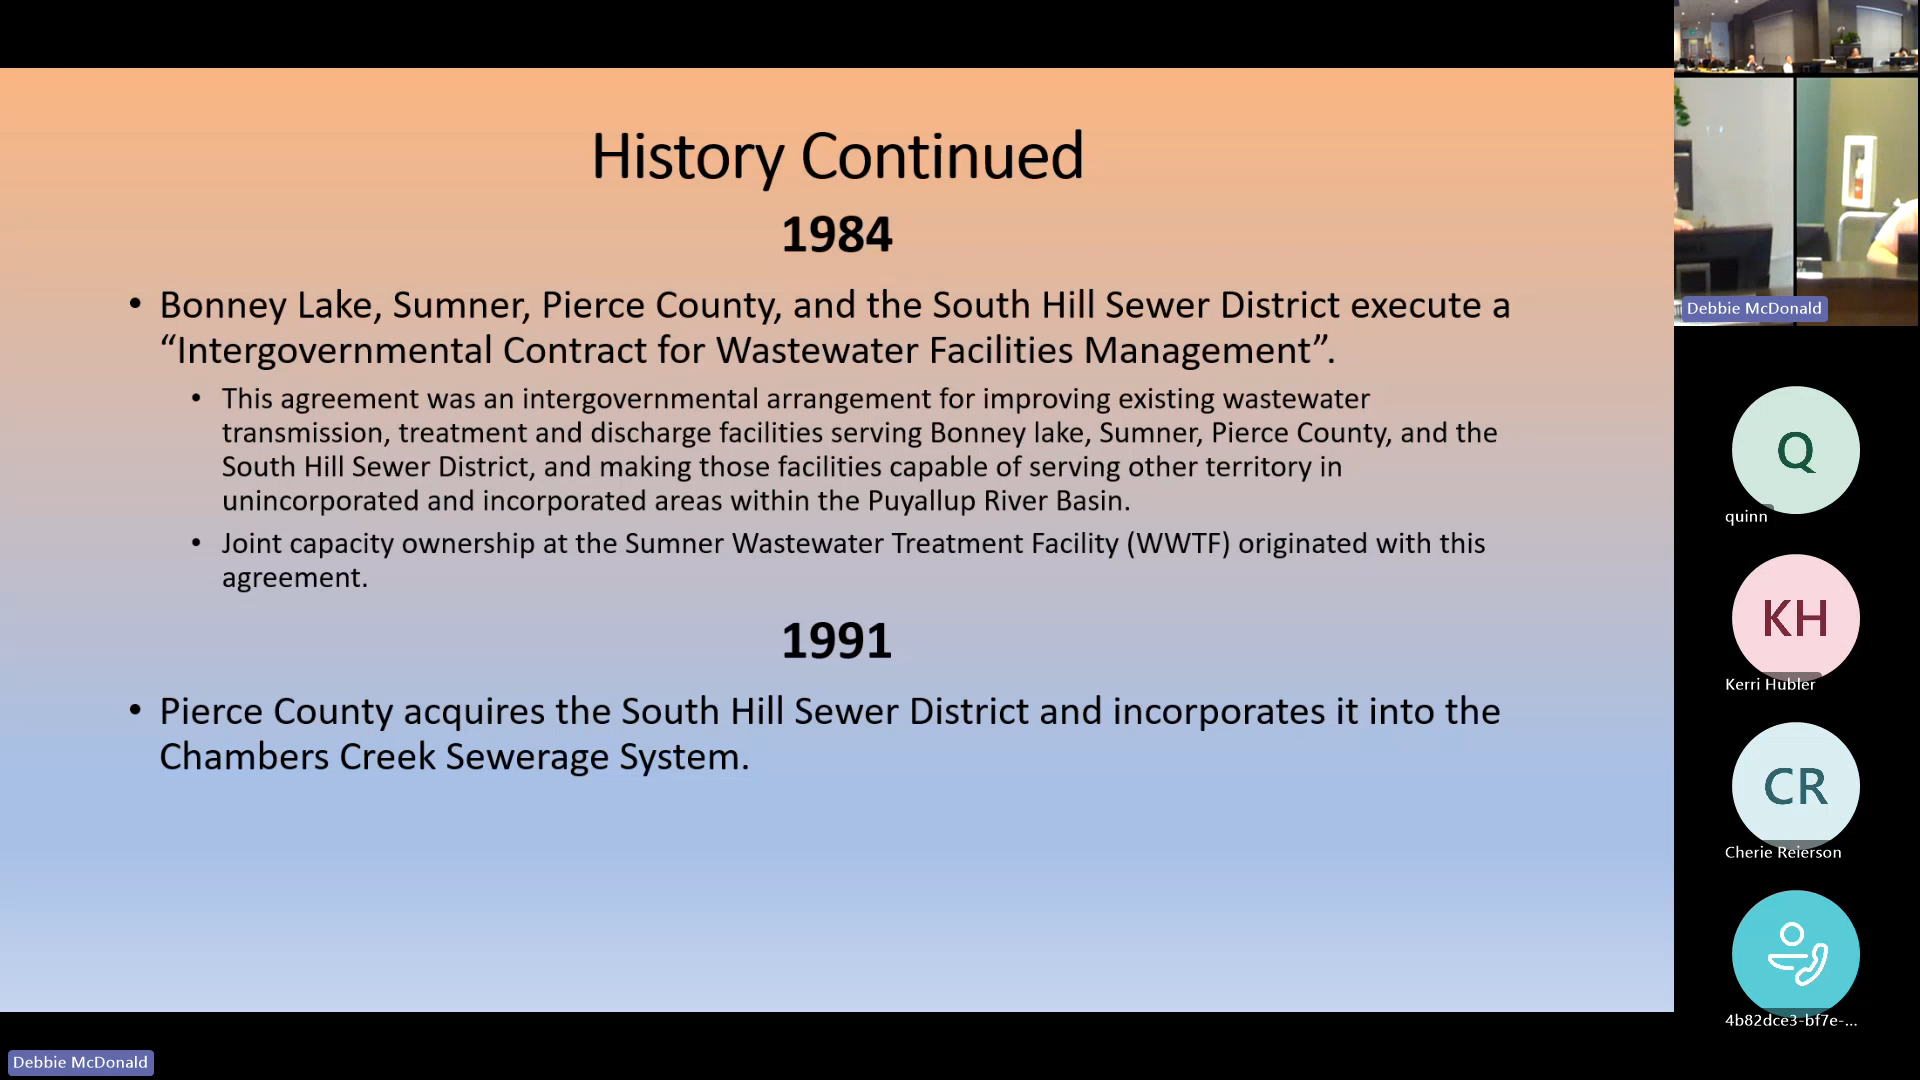 History Continued
1984
• Bonney Lake, Sumner, Pierce County, and the South Hill Sewer District execute a
“Intergovernmental Contract for Wastewater Facilities Management”.
• This agreement was an intergovernmental arrangement for improving existing wastewater
transmission, treatment and discharge facilities serving Bonney lake, Sumner, Pierce County, and the
South Hill Sewer District, and making those facilities capable of serving other territory in
unincorporated and incorporated areas within the Puyallup River Basin.
• Joint capacity ownership at the Sumner Wastewater Treatment Facility (WWTF) originated with this
agreement.
1991
• Pierce County acquires the South Hill Sewer District and incorporates it into the
Chambers Creek Sewerage System.
Debbie McDonald
Debbie McDonald
Q
quinn
KH
Kerri Hubler
CR
Cherie Reierson
4b82dce3-bf7e-...